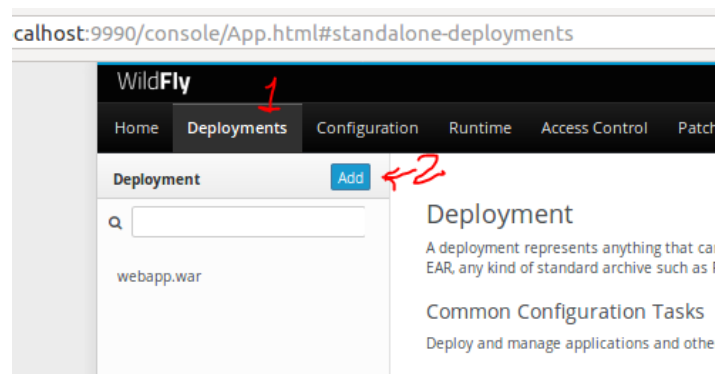 calhost:9990/console/App.html#standalone-deployments
WildFly
1
Home Deployments Configuration Runtime Access Control Patch
Deployment Add 2
Deployment
A deployment represents anything that ca
EAR, any kind of standard archive such as
webapp.war
Common Configuration Tasks
Deploy and manage applications and othe